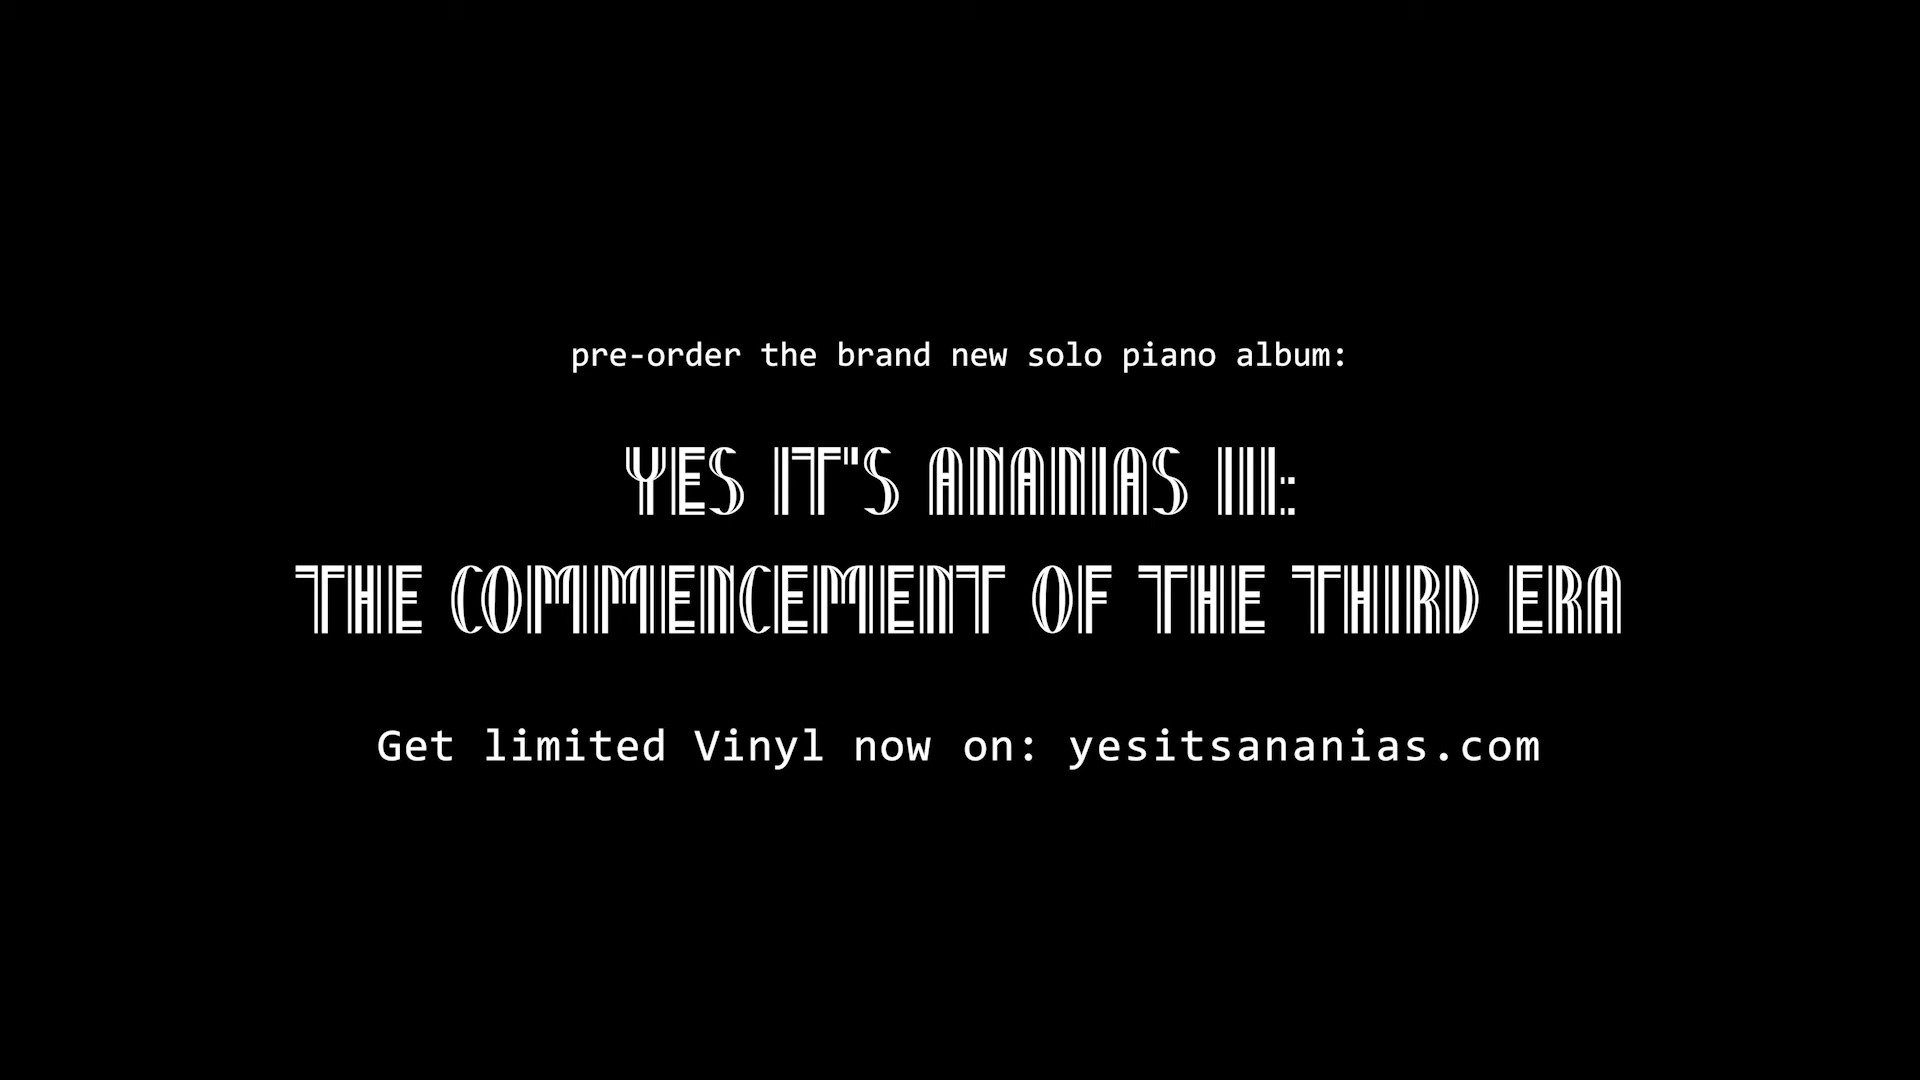 pre-order the brand new solo piano album:
YES IT'S ANANIAS III:
THE COMMENCEMENT OF THE THIRD ERA
Get limited Vinyl now on: yesitsananias.com